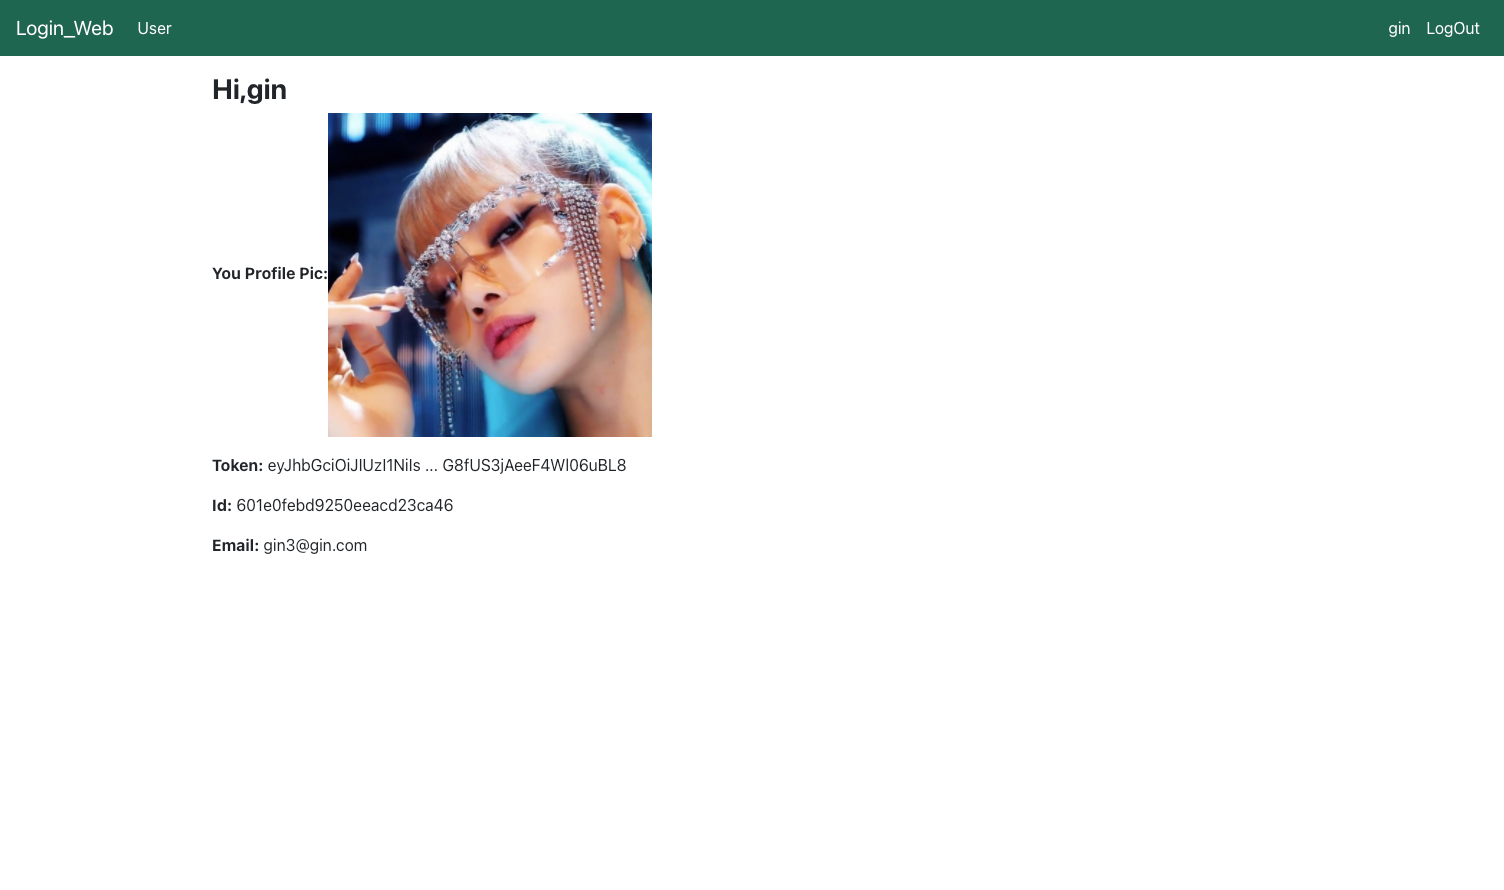 Login_Web User gin LogOut
Hi,gin
You Profile Pic:
Token: eyJhbGciOiJIUzI1NiIs ... G8fUS3jAeeF4WI06uBL8
Id: 601e0febd9250eeacd23ca46
Email: gin3@gin.com